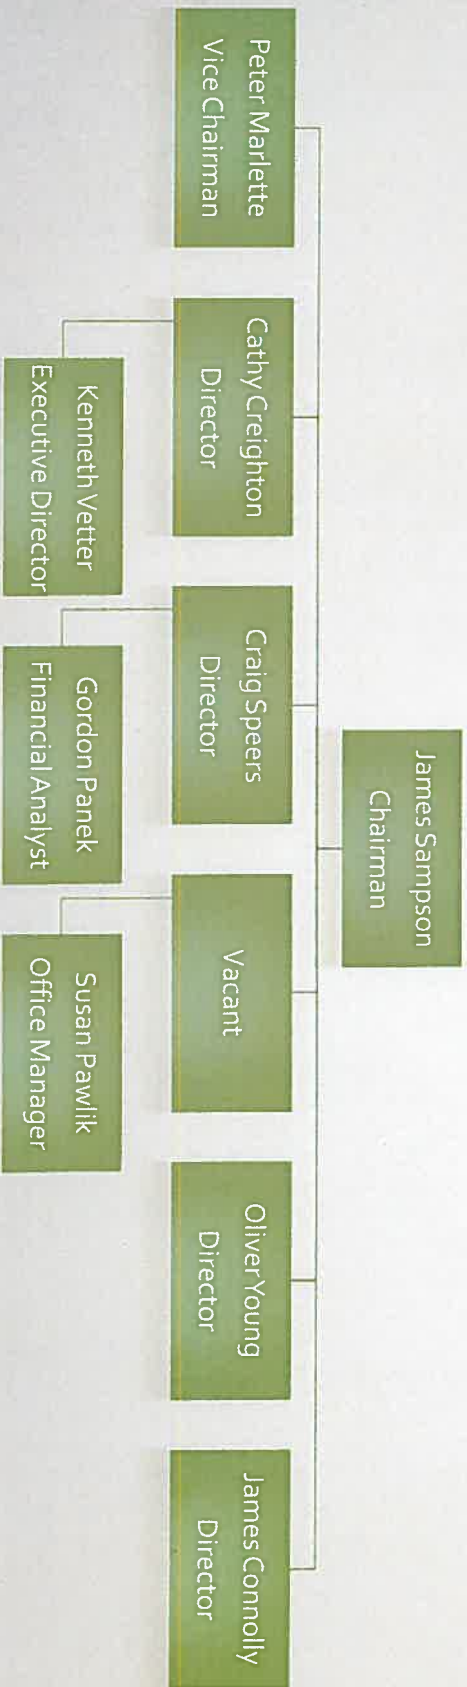 James Sampson
Chairman
Peter Marlette
Vice Chairman
Cathy Creighton
Director
Craig Speers
Director
Vacant
Oliver Young
Director
James Connolly
Director
Kenneth Vetter
Executive Director
Gordon Panek
Financial Analyst
Susan Pawlik
Office Manager